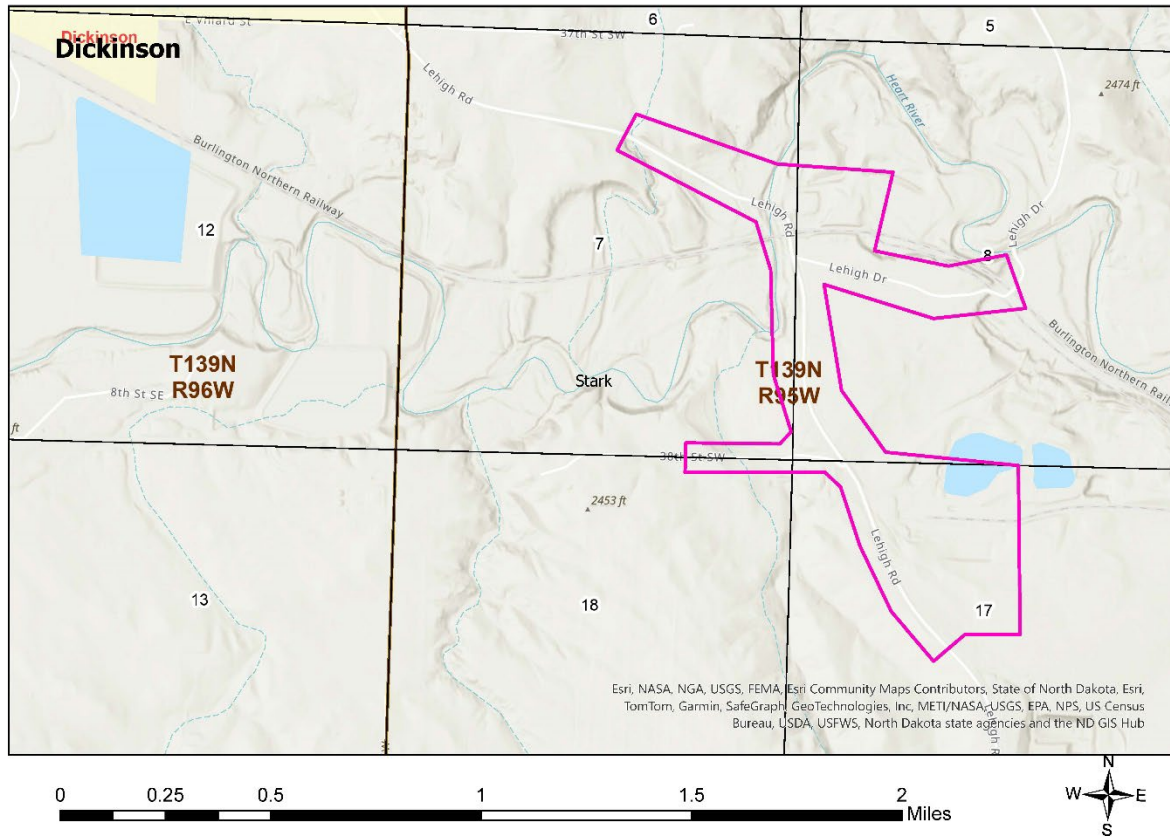 6
5
E Villard St
Dickinson
Dickinson
37th St SW
Lehigh Rd
Heart River
2474 ft
Burlington Northern Railway
Lehigh Rd
Lehigh Dr
12
7
8
Lehigh Dr
Burlington Northern Rail
T139N
R96W
8th St SE
Stark
T139N
R95W
ft
38th St SW
2453 ft
Lehigh Rd
13
18
17
Esri, NASA, NGA, USGS, FEMA, Esri Community Maps Contributors, State of North Dakota, Esri,
TomTom, Garmin, SafeGraph, GeoTechnologies, Inc, METI/NASA, USGS, EPA, NPS, US Census
Bureau, USDA, USFWS, North Dakota state agencies and the ND GIS Hub
Lehigh R
0 0.25 0.5 1 1.5 2
Miles
N
W E
S